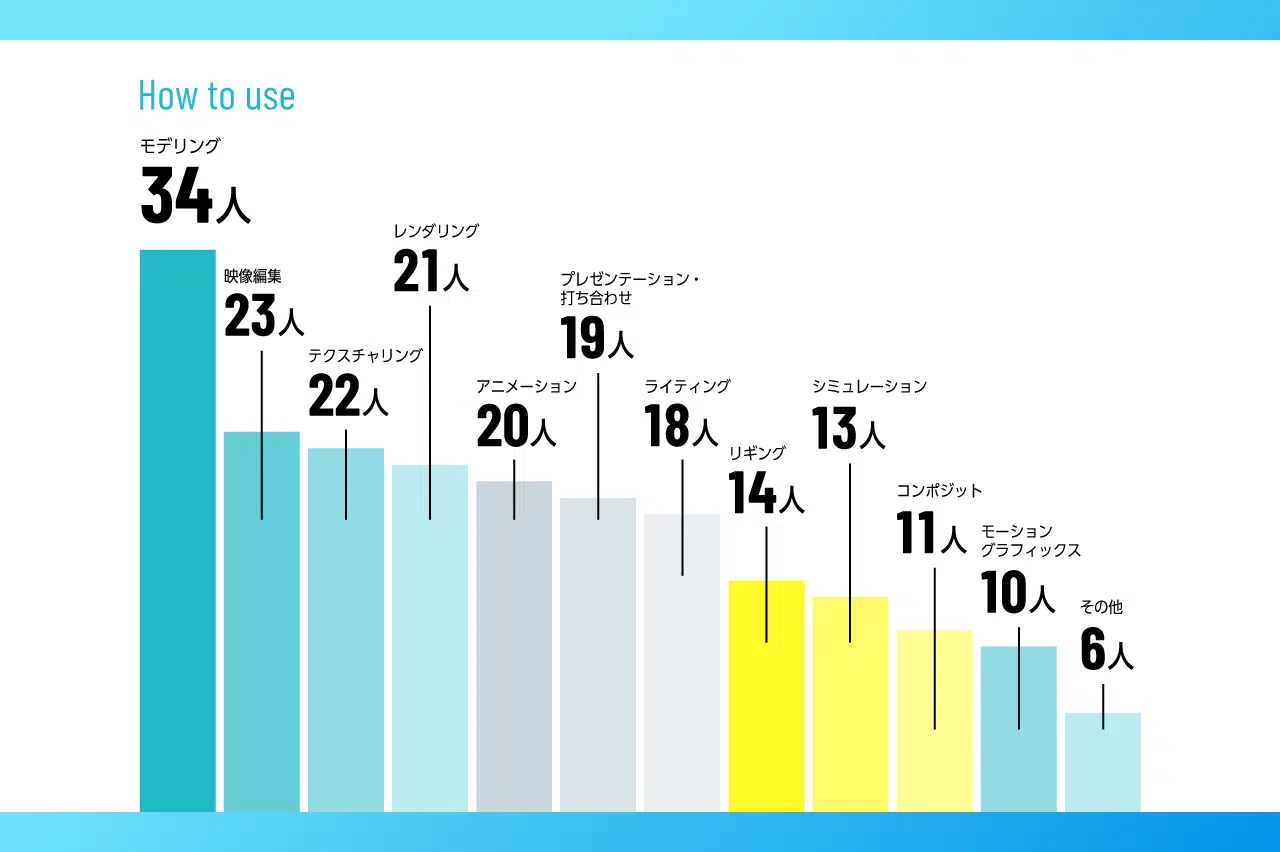 How to use
モデリング
34人
映像編集
23人
テクスチャリング
22人
レンダリング
21人
アニメーション
20人
プレゼンテーション・
打ち合わせ
19人
ライティング
18人
リギング
14人
シミュレーション
13人
コンポジット
11人
モーション
グラフィックス
10人
その他
6人